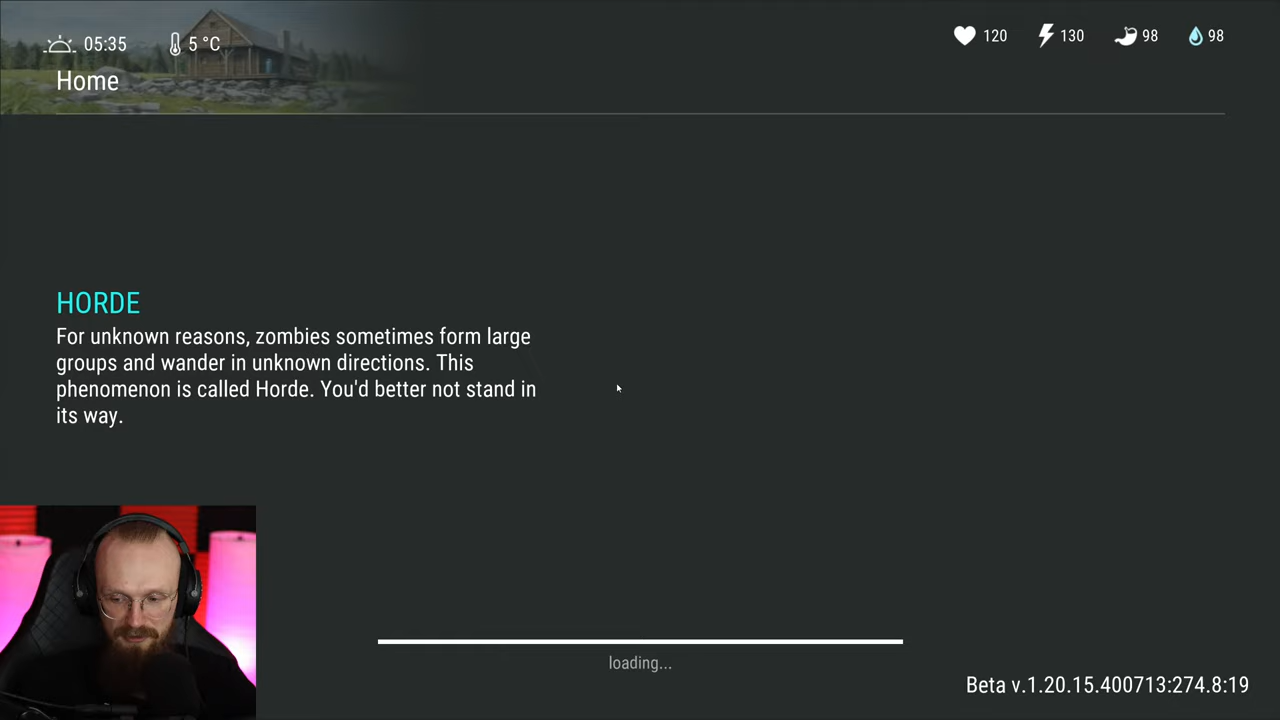 05:35
5 °C
120
130
98
98
Home
HORDE
For unknown reasons, zombies sometimes form large
groups and wander in unknown directions. This
phenomenon is called Horde. You'd better not stand in
its way.
loading...
Beta v.1.20.15.400713:274.8:19